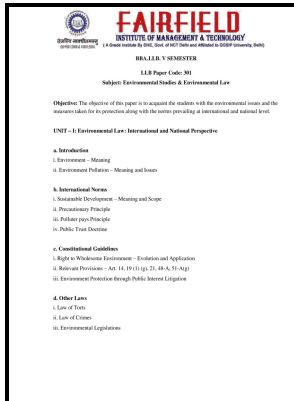 FAIRFIELD
INSTITUTE OF MANAGEMENT & TECHNOLOGY
( 'A' Grade Institute By DHE, Govt. of NCT Delhi and Affiliated to GGSIP University, Delhi)
BBA.LLB. V SEMESTER
LLB Paper Code: 301
Subject: Environmental Studies & Environmental Law
Objective: The objective of this paper is to acquaint the students with the environmental issues and the
measures taken for its protection along with the norms prevailing at international and national level.
UNIT – I: Environmental Law: International and National Perspective
a. Introduction
i. Environment – Meaning
ii. Environment Pollution – Meaning and Issues
b. International Norms
i. Sustainable Development – Meaning and Scope
ii. Precautionary Principle
iii. Polluter pays Principle
iv. Public Trust Doctrine
c. Constitutional Guidelines
i. Right to Wholesome Environment – Evolution and Application
ii. Relevant Provisions – Art. 14, 19 (1) (g), 21, 48-A, 51-A(g)
iii. Environment Protection through Public Interest Litigation
d. Other Laws
i. Law of Torts
ii. Law of Crimes
iii. Environmental Legislations